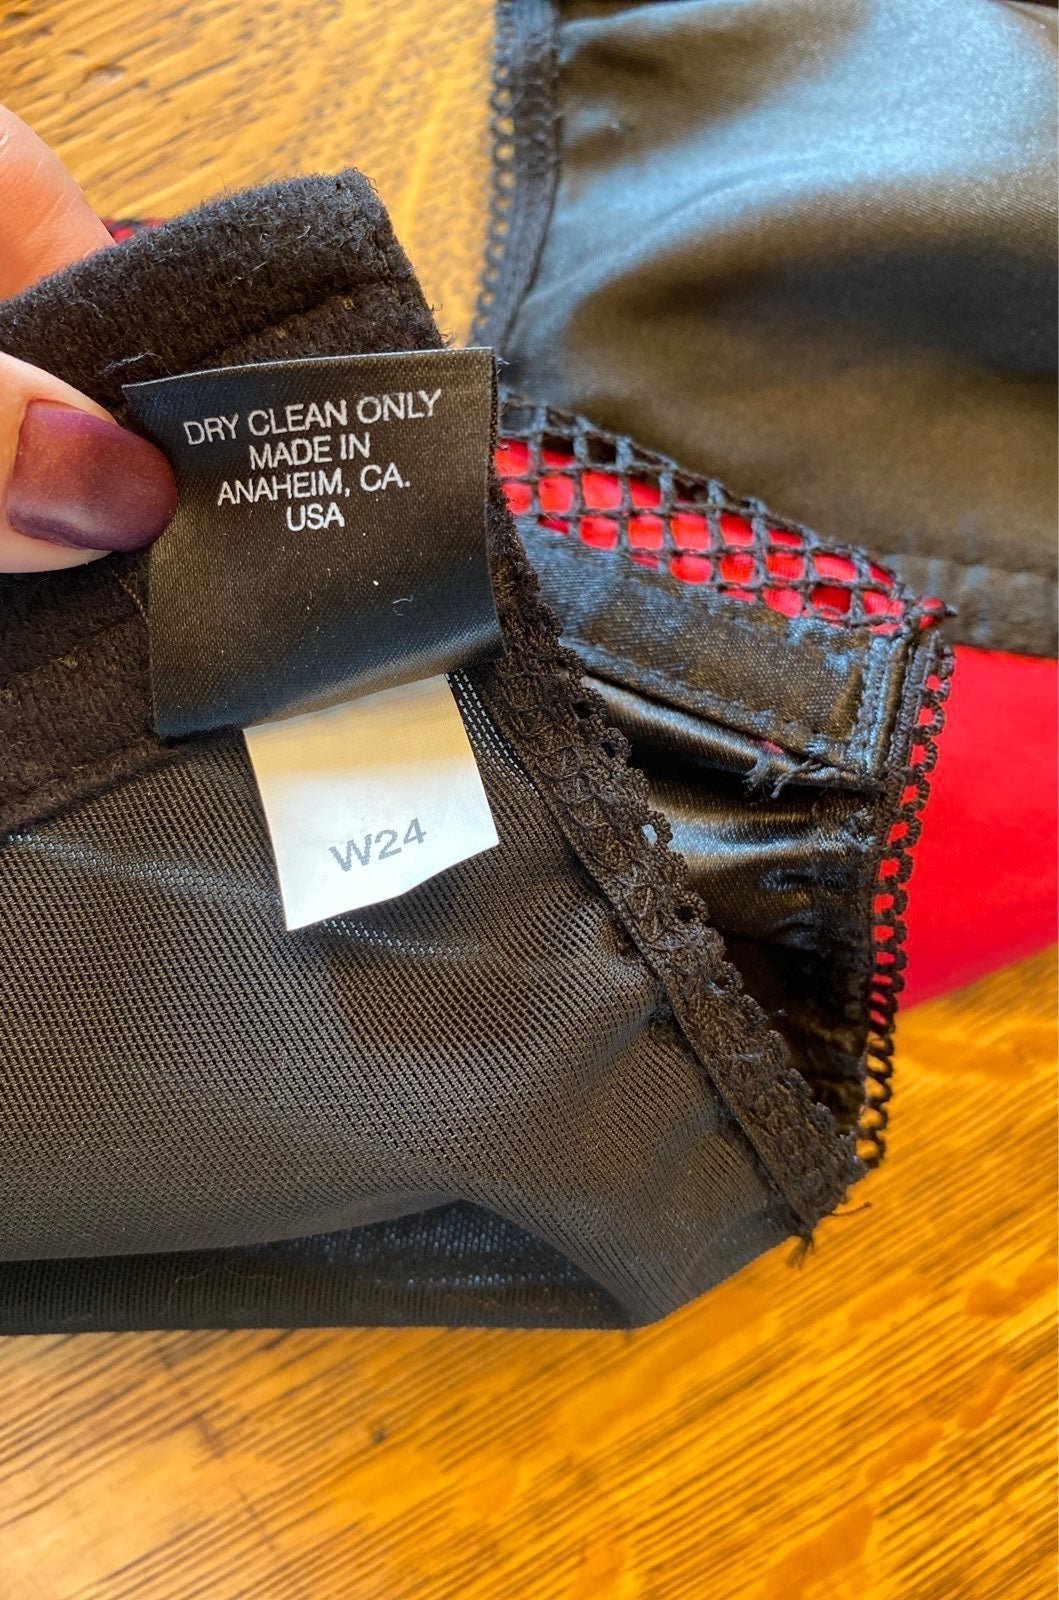 DRY CLEAN ONLY
MADE IN
ANAHEIM, CA.
USA
W24